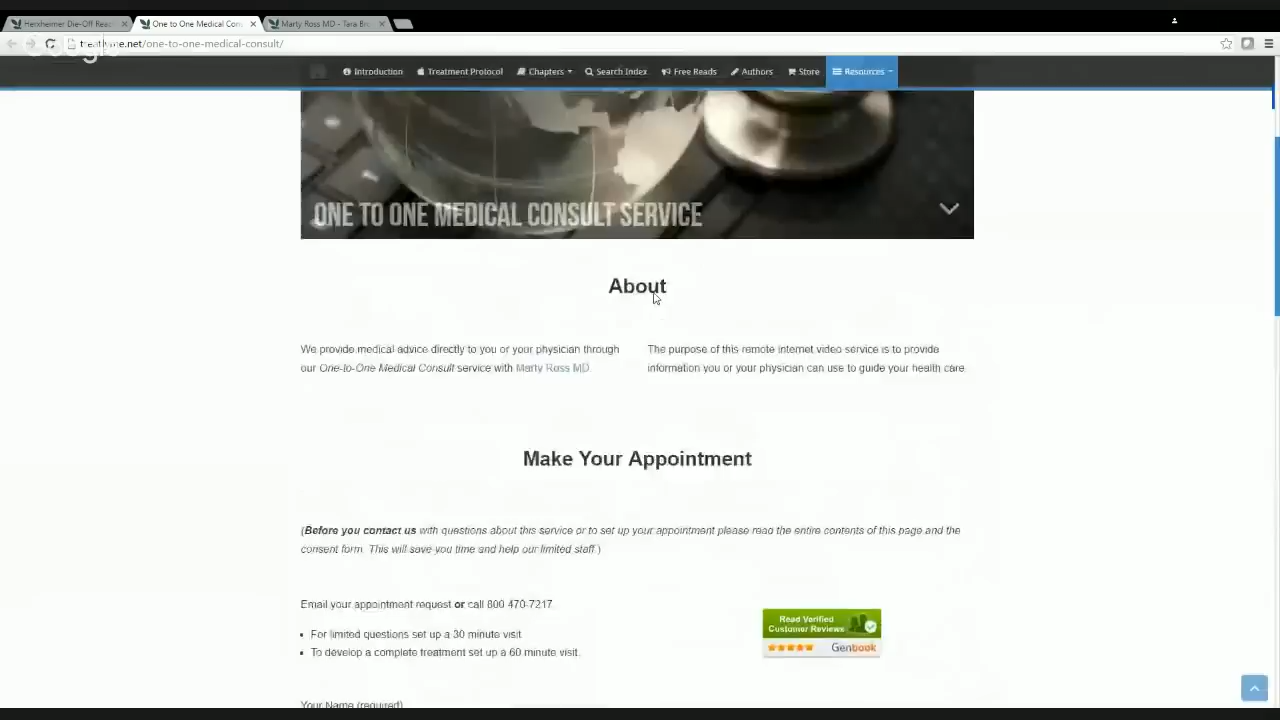 Herxheimer Die-Off Reac
One to One Medical Con
Marty Ross MD - Tara Br
treatlyme.net/one-to-one-medical-consult/
Introduction
Treatment Protocol
Chapters
Search Index
Free Reads
Authors
Store
Resources
ONE TO ONE MEDICAL CONSULT SERVICE
About
We provide medical advice directly to you or your physician through
our One-to-One Medical Consult service with Marty Ross MD.
The purpose of this remote internet video service is to provide
information you or your physician can use to guide your health care.
Make Your Appointment
(Before you contact us with questions about this service or to set up your appointment please read the entire contents of this page and the
consent form. This will save you time and help our limited staff.)
Email your appointment request or call 800 470-7217.
• For limited questions set up a 30 minute visit.
• To develop a complete treatment set up a 60 minute visit.
Read Verified
Customer Reviews
Genbook
Your Name (required)